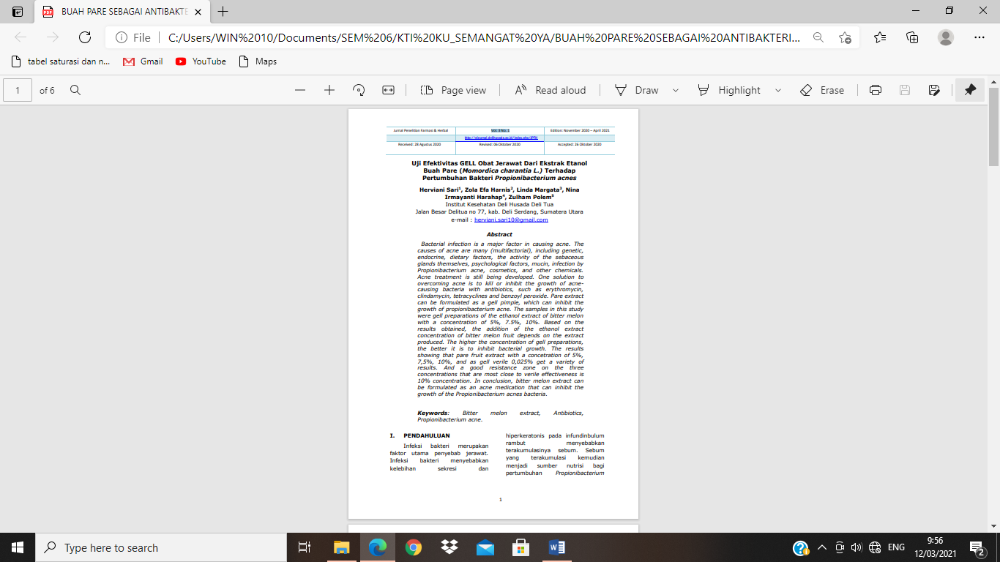 BUAH PARE SEBAGAI ANTIBAKTE
File
C:/Users/WIN%2010/Documents/SEM%206/KTI%20KU_SEMANGAT%20YA/BUAH%20PARE%20SEBAGAI%20ANTIBAKTERI...
tabel saturasi dan n...
Gmail
YouTube
Maps
1 of 6
Page view
Read aloud
Draw
Highlight
Erase
Jurnal Penelitian Farmasi & Herbal
Vol. 3 No. 1
Edition: November 2020 – April 2021
http://ejournal.delihusada.ac.id/index.php/JPFH
Received: 28 Agustus 2020
Revised: 06 Oktober 2020
Accepted: 26 Oktober 2020
Uji Efektivitas GELL Obat Jerawat Dari Ekstrak Etanol
Buah Pare (Momordica charantia L.) Terhadap
Pertumbuhan Bakteri Propionibacterium acnes
Herviani Sari¹, Zola Efa Harnis², Linda Margata³, Nina
Irmayanti Harahap⁴, Zulham Polem⁵
Institut Kesehatan Deli Husada Deli Tua
Jalan Besar Delitua no 77, kab. Deli Serdang, Sumatera Utara
e-mail : herviani.sari10@gmail.com
Abstract
Bacterial infection is a major factor in causing acne. The
causes of acne are many (multifactorial), including genetic,
endocrine, dietary factors, the activity of the sebaceous
glands themselves, psychological factors, mucin, infection by
Propionibacterium acne, cosmetics, and other chemicals.
Acne treatment is still being developed. One solution to
overcoming acne is to kill or inhibit the growth of acne-
causing bacteria with antibiotics, such as erythromycin,
clindamycin, tetracyclines and benzoyl peroxide. Pare extract
can be formulated as a gell pimple, which can inhibit the
growth of propionibacterium acne. The samples in this study
were gell preparations of the ethanol extract of bitter melon
with a concentration of 5%, 7.5%, 10%. Based on the
results obtained, the addition of the ethanol extract
concentration of bitter melon fruit depends on the extract
produced. The higher the concentration of gell preparations,
the better it is to inhibit bacterial growth. The results
showing that pare fruit extract with a concetration of 5%,
7,5%, 10%, and as gell verile 0,025% get a variety of
results. And a good resistance zone on the three
concentrations that are most close to verile effectiveness is
10% concentration. In conclusion, bitter melon extract can
be formulated as an acne medication that can inhibit the
growth of the Propionibacterium acnes bacteria.
Keywords: Bitter melon extract, Antibiotics,
Propionibacterium acne.
I. PENDAHULUAN
Infeksi bakteri merupakan
faktor utama penyebab jerawat.
Infeksi bakteri menyebabkan
kelebihan sekresi dan
hiperkeratonis pada infundinbulum
rambut menyebabkan
terakumulasinya sebum. Sebum
yang terakumulasi kemudian
menjadi sumber nutrisi bagi
pertumbuhan Propionibacterium
1
Type here to search
ENG
9:56
12/03/2021
2